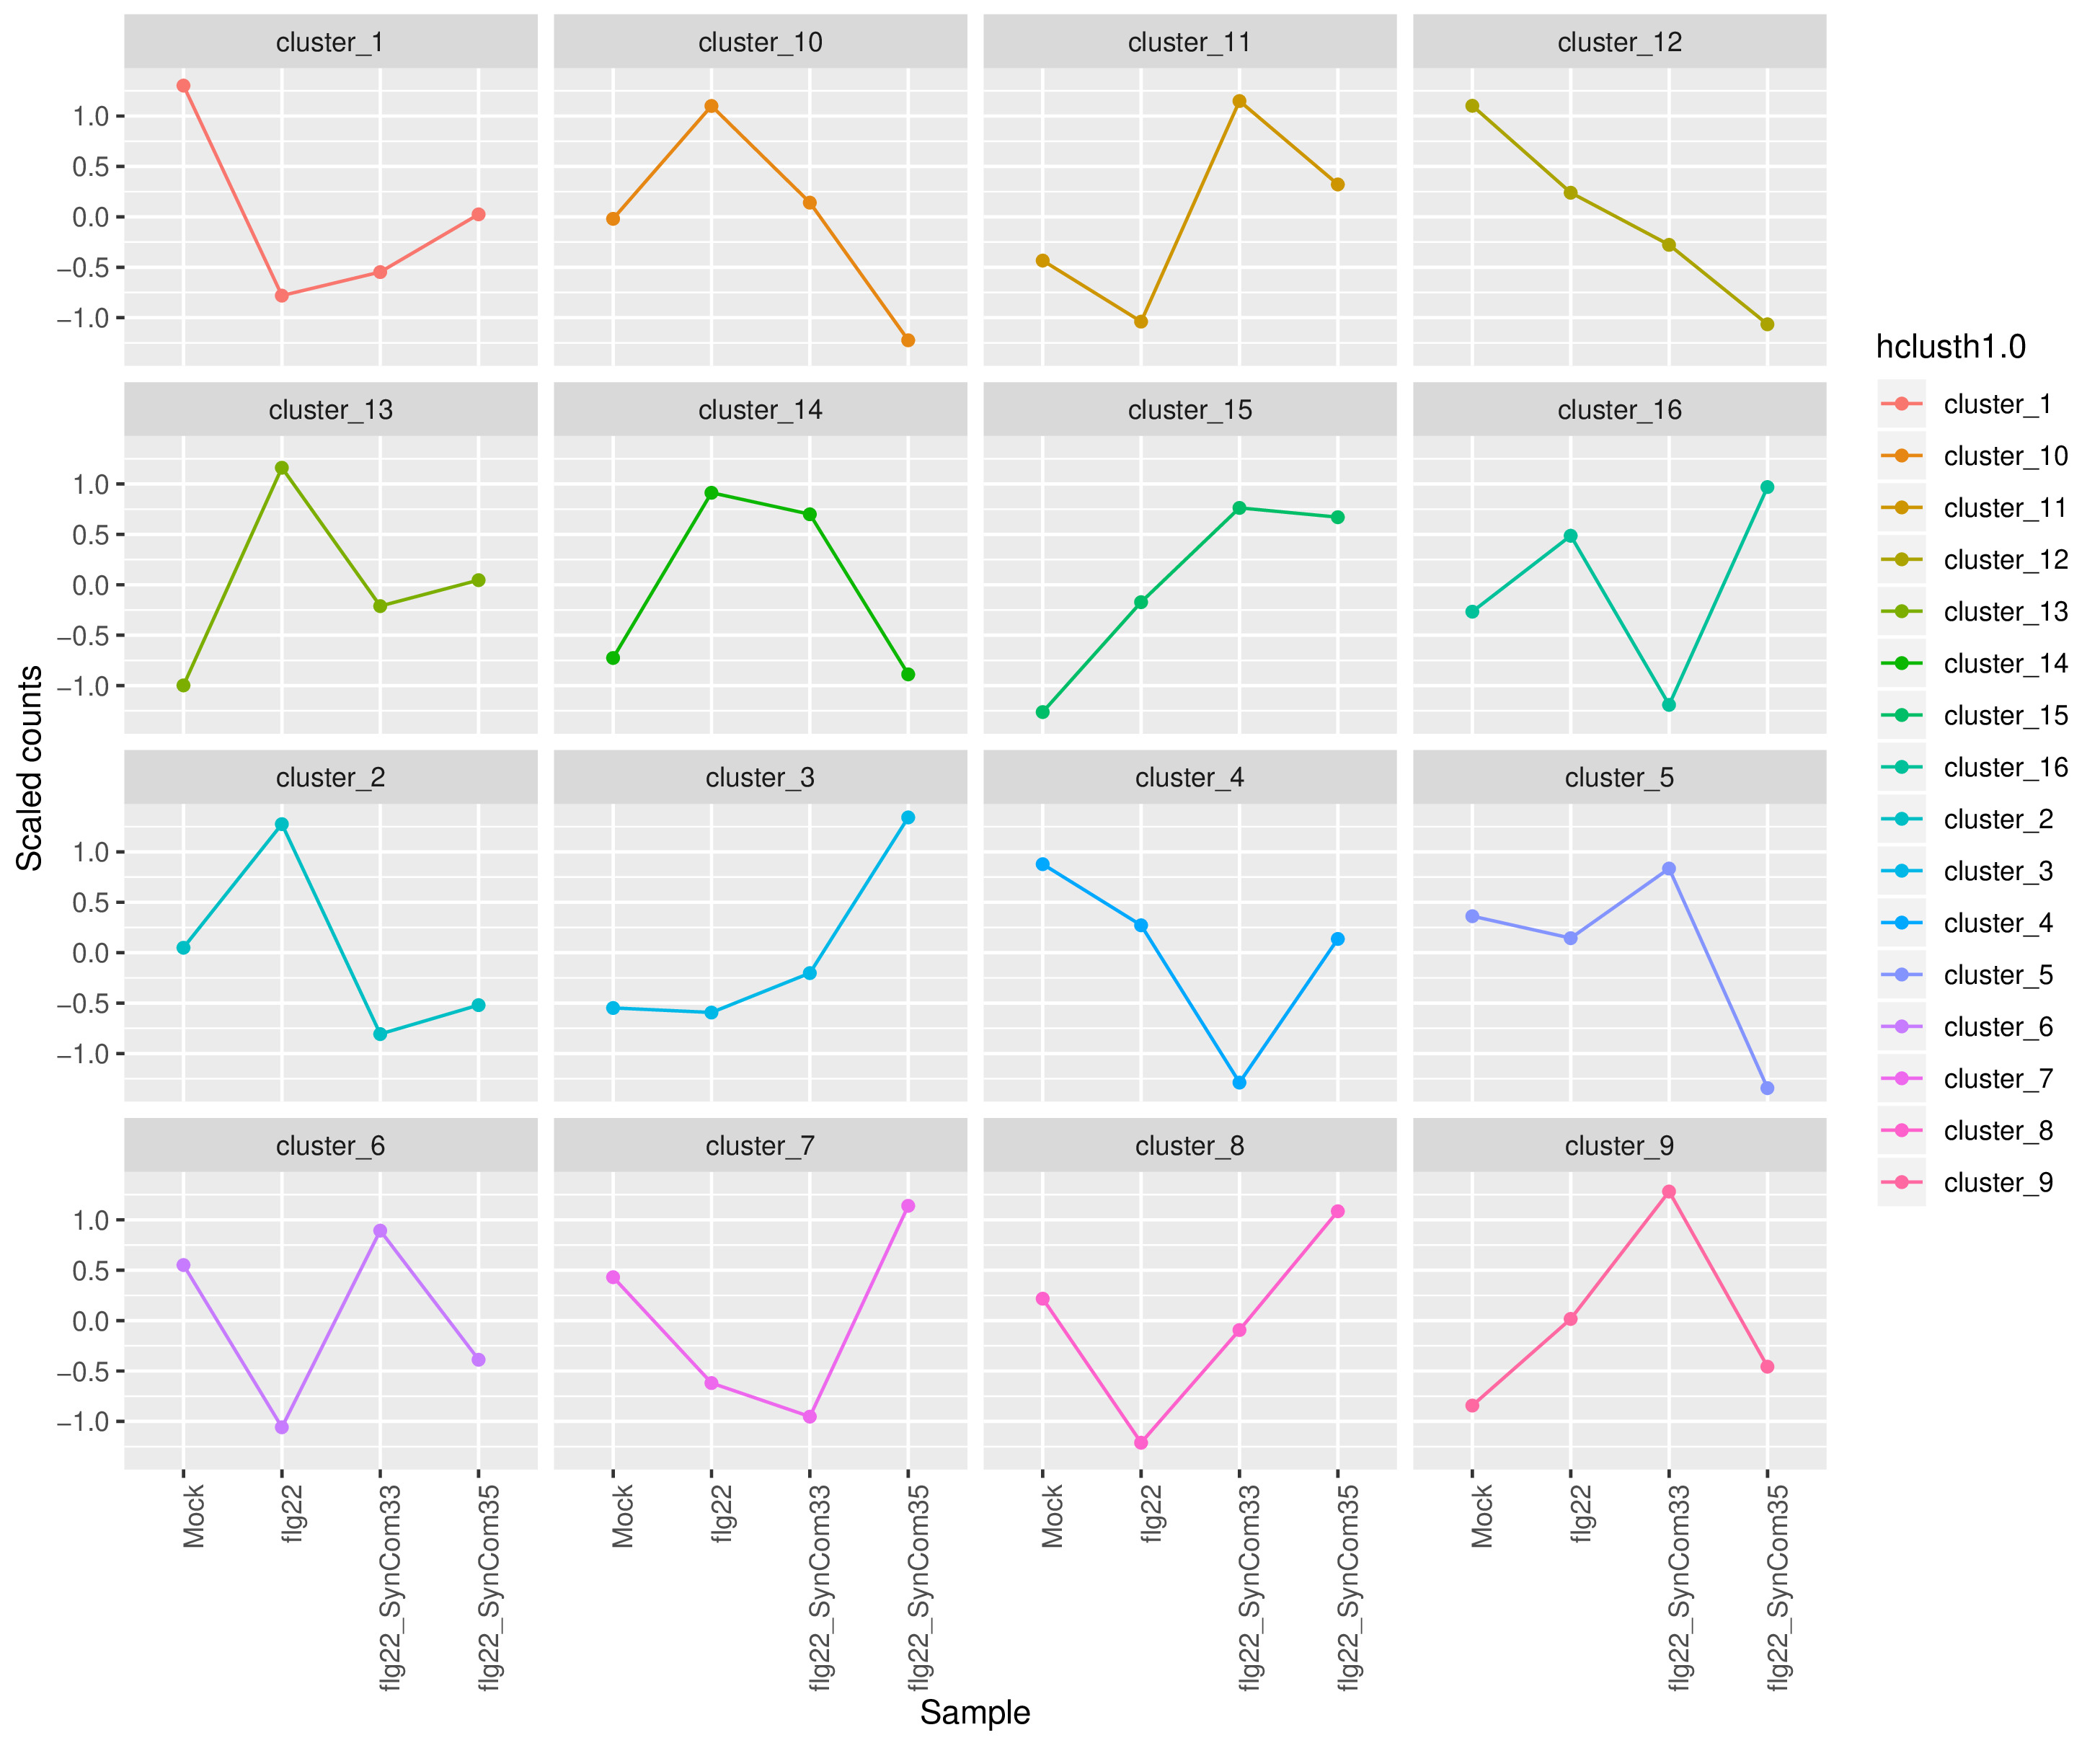 cluster_1
cluster_10
cluster_11
cluster_12
1.0
0.5
0.0
−0.5
−1.0
cluster_13
cluster_14
cluster_15
cluster_16
1.0
0.5
0.0
−0.5
−1.0
cluster_2
cluster_3
cluster_4
cluster_5
1.0
0.5
0.0
−0.5
−1.0
cluster_6
cluster_7
cluster_8
cluster_9
1.0
0.5
0.0
−0.5
−1.0
Scaled counts
Mock
flg22
flg22_SynCom33
flg22_SynCom35
Mock
flg22
flg22_SynCom33
flg22_SynCom35
Mock
flg22
flg22_SynCom33
flg22_SynCom35
Mock
flg22
flg22_SynCom33
flg22_SynCom35
Sample
hclusth1.0
cluster_1
cluster_10
cluster_11
cluster_12
cluster_13
cluster_14
cluster_15
cluster_16
cluster_2
cluster_3
cluster_4
cluster_5
cluster_6
cluster_7
cluster_8
cluster_9